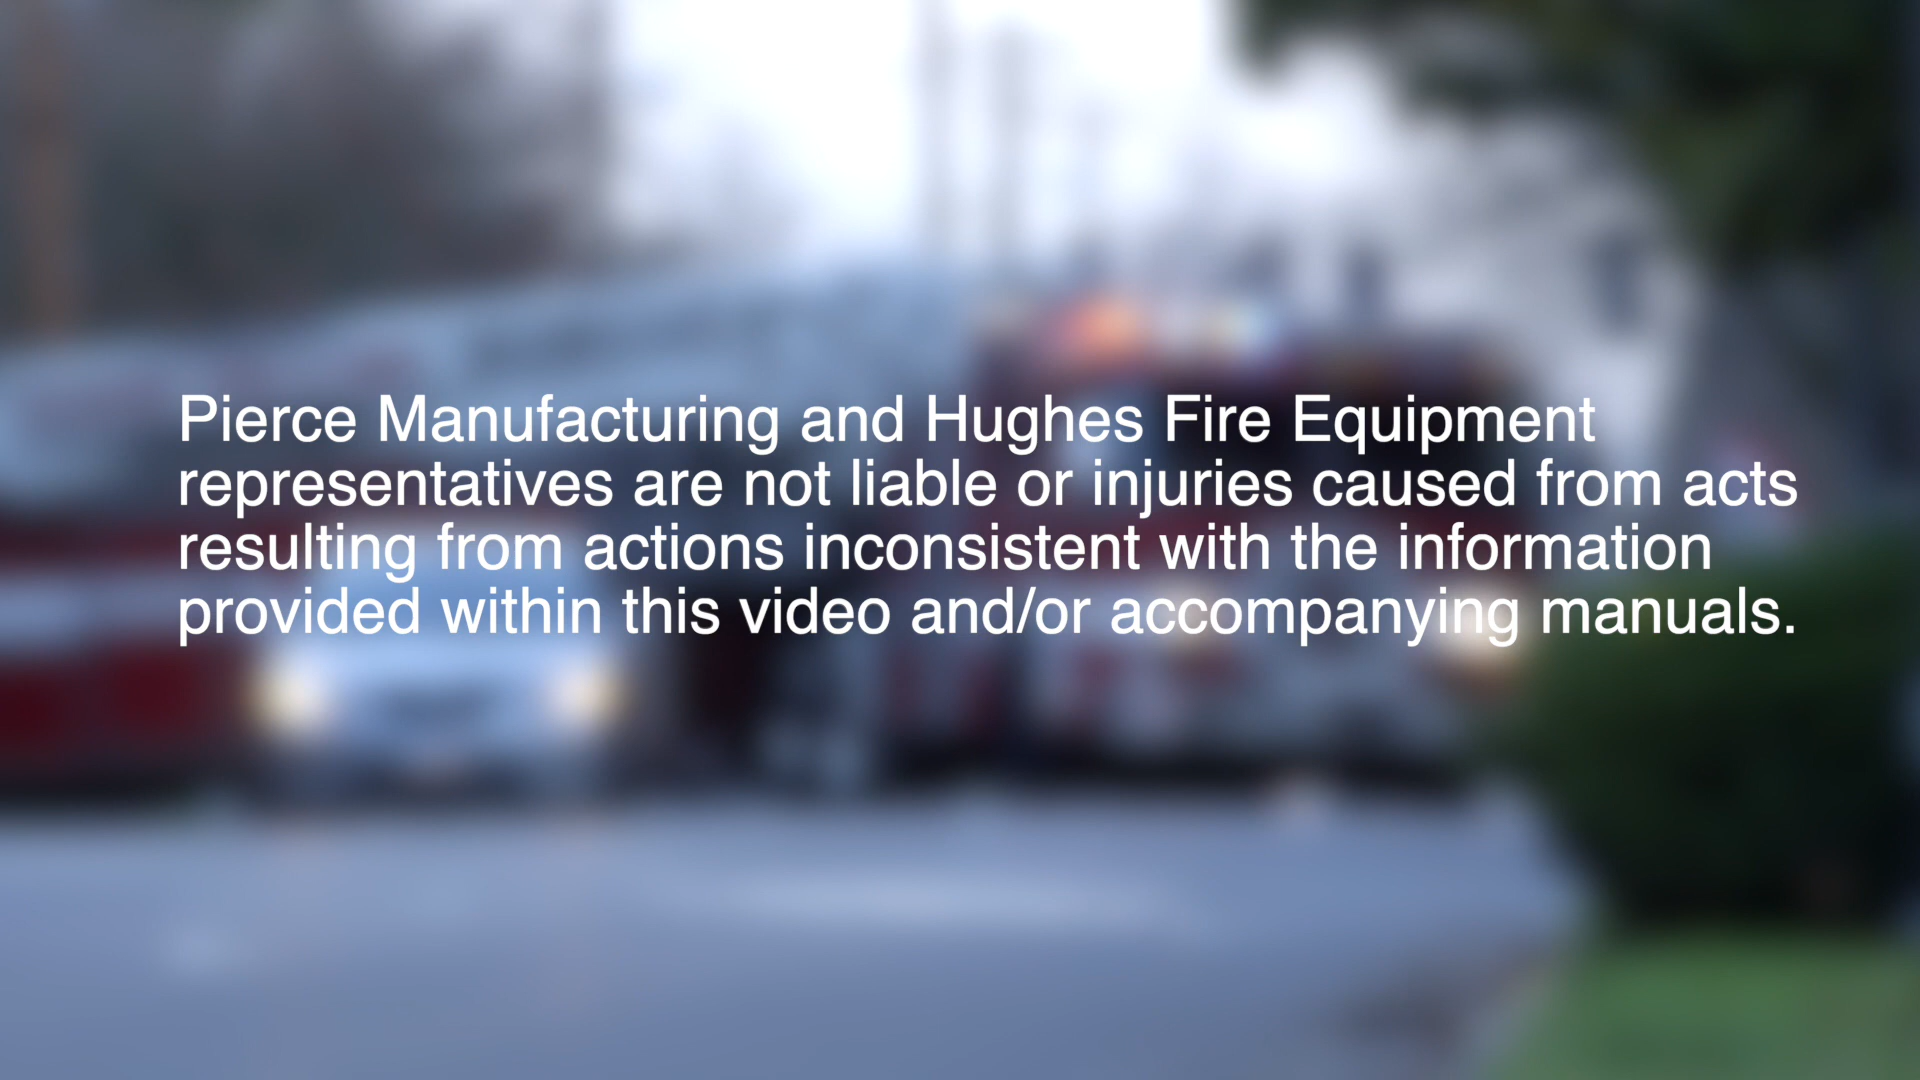 Pierce Manufacturing and Hughes Fire Equipment
representatives are not liable or injuries caused from acts
resulting from actions inconsistent with the information
provided within this video and/or accompanying manuals.